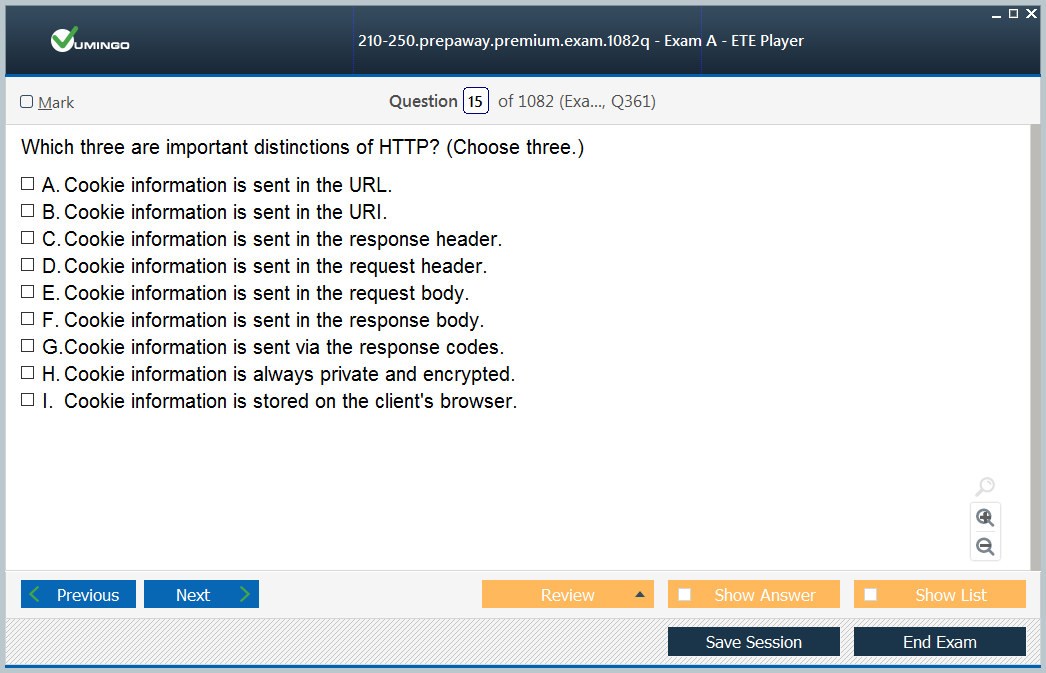 VUMINGO
210-250.prepaway.premium.exam.1082q - Exam A - ETE Player
Mark
Question 15 of 1082 (Exa..., Q361)
Which three are important distinctions of HTTP? (Choose three.)
A. Cookie information is sent in the URL.
B. Cookie information is sent in the URI.
C. Cookie information is sent in the response header.
D. Cookie information is sent in the request header.
E. Cookie information is sent in the request body.
F. Cookie information is sent in the response body.
G. Cookie information is sent via the response codes.
H. Cookie information is always private and encrypted.
I. Cookie information is stored on the client's browser.
Previous Next Review Show Answer Show List
Save Session End Exam